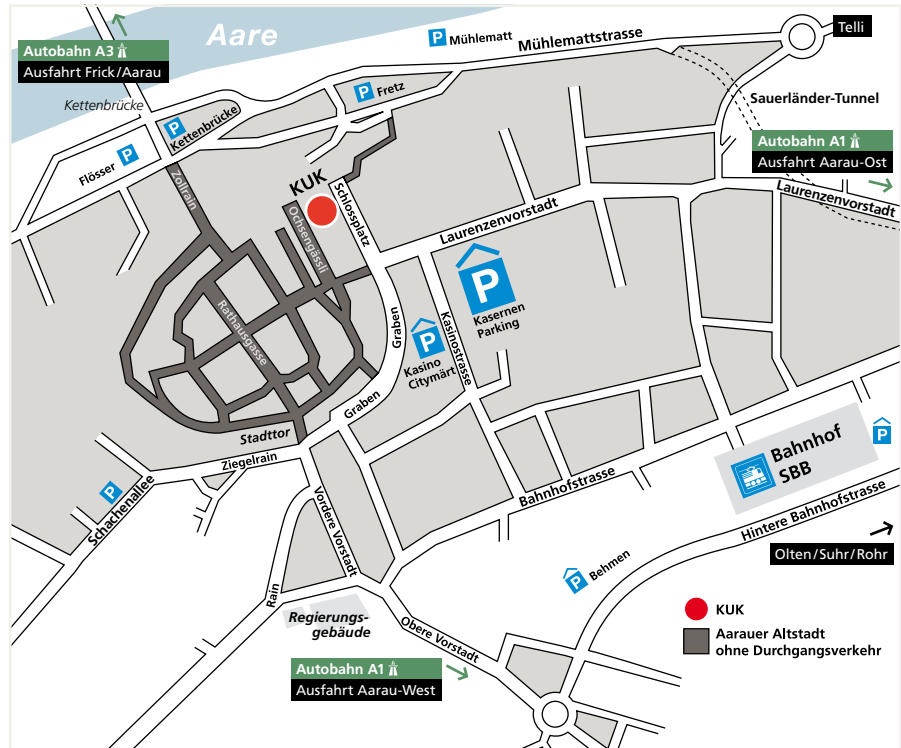 Aare
Telli
Autobahn A3
Ausfahrt Frick/Aarau
P Mühlematt
Mühlemattstrasse
Kettenbrücke
P Fretz
Sauerländer-Tunnel
P
Kettenbrücke
Autobahn A1
Ausfahrt Aarau-Ost
P
Flösser
Zollrain
KUK
Schlossplatz
Ochsengässli
Laurenzenvorstadt
Laurenzenvorstadt
P
Kasernen
Parking
Rathausgasse
Graben
P
Kasino
Citymärt
Kasinostrasse
Graben
Stadttor
Ziegelrain
P
Schachenallee
Vordere Vorstadt
Bahnhofstrasse
Bahnhof
SBB
P
Hintere Bahnhofstrasse
Olten/Suhr/Rohr
P Behmen
Rain
Regierungs-
gebäude
Obere Vorstadt
KUK
Aarauer Altstadt
ohne Durchgangsverkehr
Autobahn A1
Ausfahrt Aarau-West